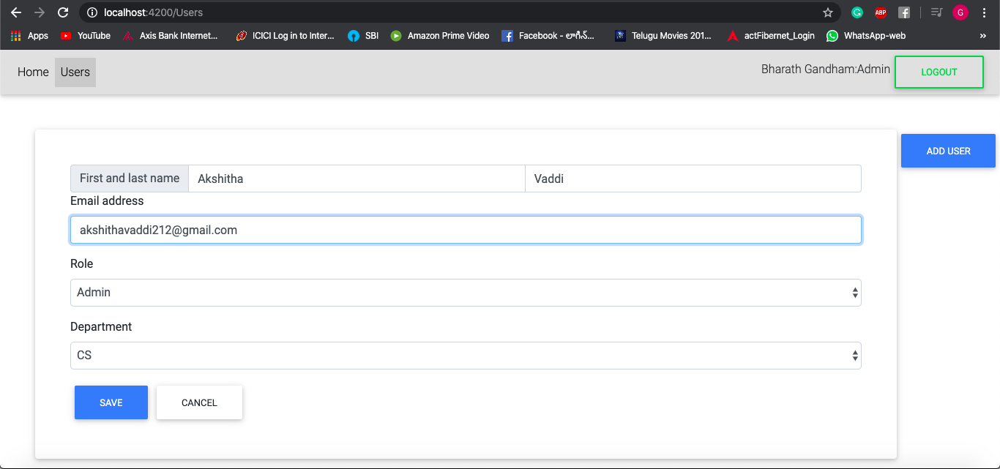 localhost:4200/Users
G
ABP
f
G
Apps YouTube Axis Bank Internet... ICICI Log in to Inter... SBI Amazon Prime Video Facebook - లాగిన్... Telugu Movies 201... actFibernet_Login WhatsApp-web »
Home Users Bharath Gandham:Admin LOGOUT
ADD USER
First and last name Akshitha Vaddi
Email address
akshithavaddi212@gmail.com
Role
Admin
Department
CS
SAVE CANCEL